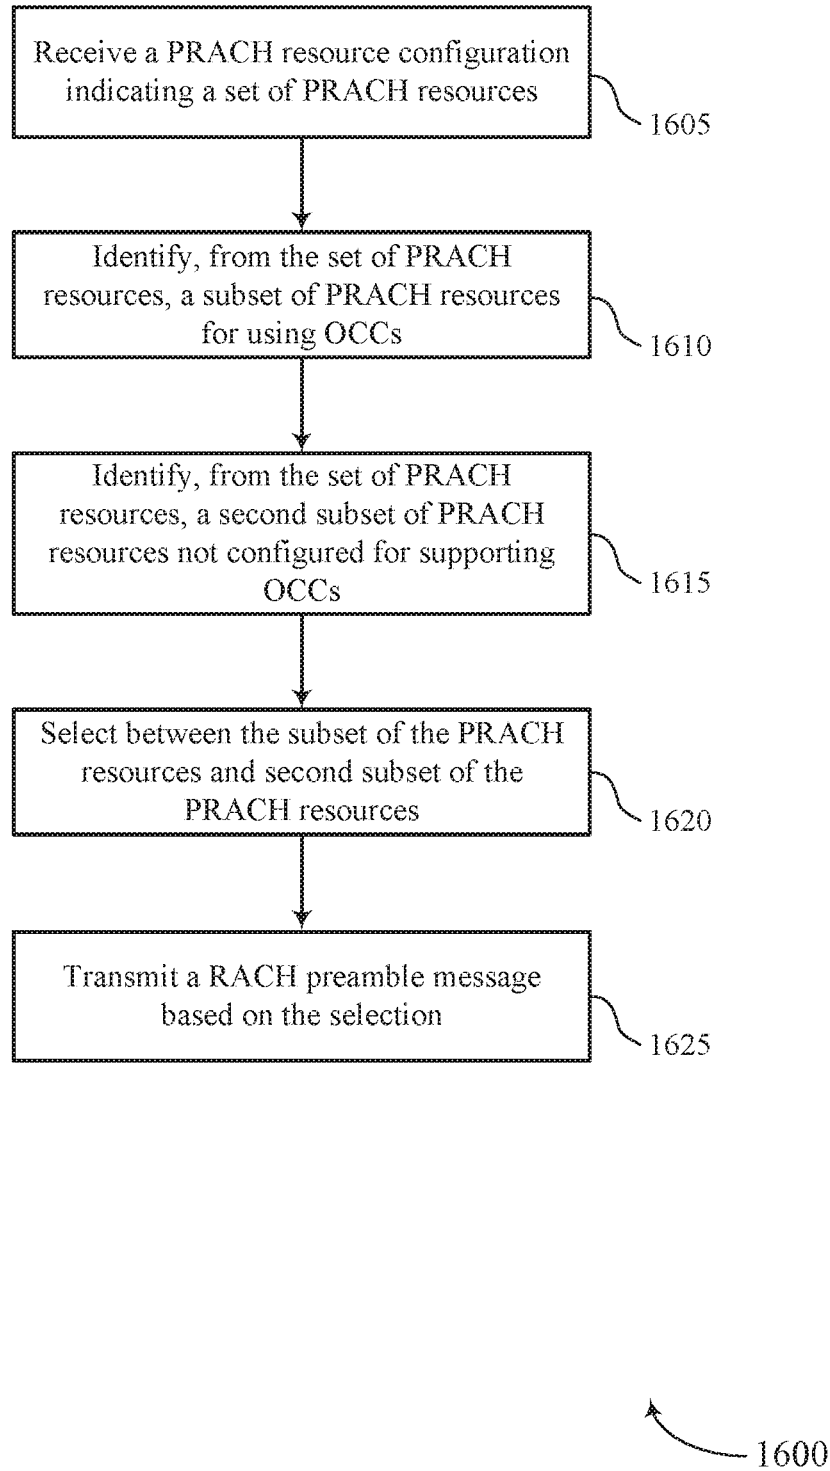 Receive a PRACH resource configuration
indicating a set of PRACH resources
1605
Identify, from the set of PRACH
resources, a subset of PRACH resources
for using OCCs
1610
Identify, from the set of PRACH
resources, a second subset of PRACH
resources not configured for supporting
OCCs
1615
Select between the subset of the PRACH
resources and second subset of the
PRACH resources
1620
Transmit a RACH preamble message
based on the selection
1625
1600